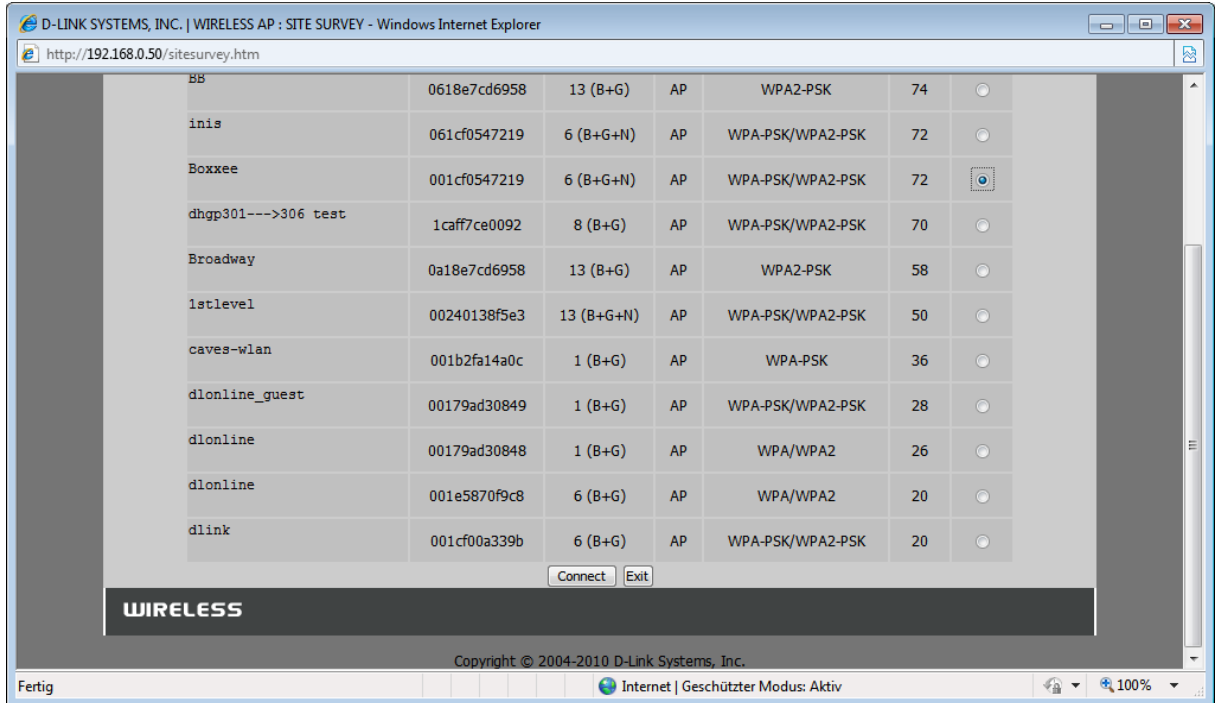 D-LINK SYSTEMS, INC. | WIRELESS AP : SITE SURVEY - Windows Internet Explorer
http://192.168.0.50/sitesurvey.htm
BB 0618e7cd6958 13 (B+G) AP WPA2-PSK 74
inis 061cf0547219 6 (B+G+N) AP WPA-PSK/WPA2-PSK 72
Boxxee 001cf0547219 6 (B+G+N) AP WPA-PSK/WPA2-PSK 72
dhgp301--->306 test 1caff7ce0092 8 (B+G) AP WPA-PSK/WPA2-PSK 70
Broadway 0a18e7cd6958 13 (B+G) AP WPA2-PSK 58
1stlevel 00240138f5e3 13 (B+G+N) AP WPA-PSK/WPA2-PSK 50
caves-wlan 001b2fa14a0c 1 (B+G) AP WPA-PSK 36
dlonline_guest 00179ad30849 1 (B+G) AP WPA-PSK/WPA2-PSK 28
dlonline 00179ad30848 1 (B+G) AP WPA/WPA2 26
dlonline 001e5870f9c8 6 (B+G) AP WPA/WPA2 20
dlink 001cf00a339b 6 (B+G) AP WPA-PSK/WPA2-PSK 20
Connect Exit
WIRELESS
Copyright © 2004-2010 D-Link Systems, Inc.
Fertig Internet | Geschützter Modus: Aktiv 100%